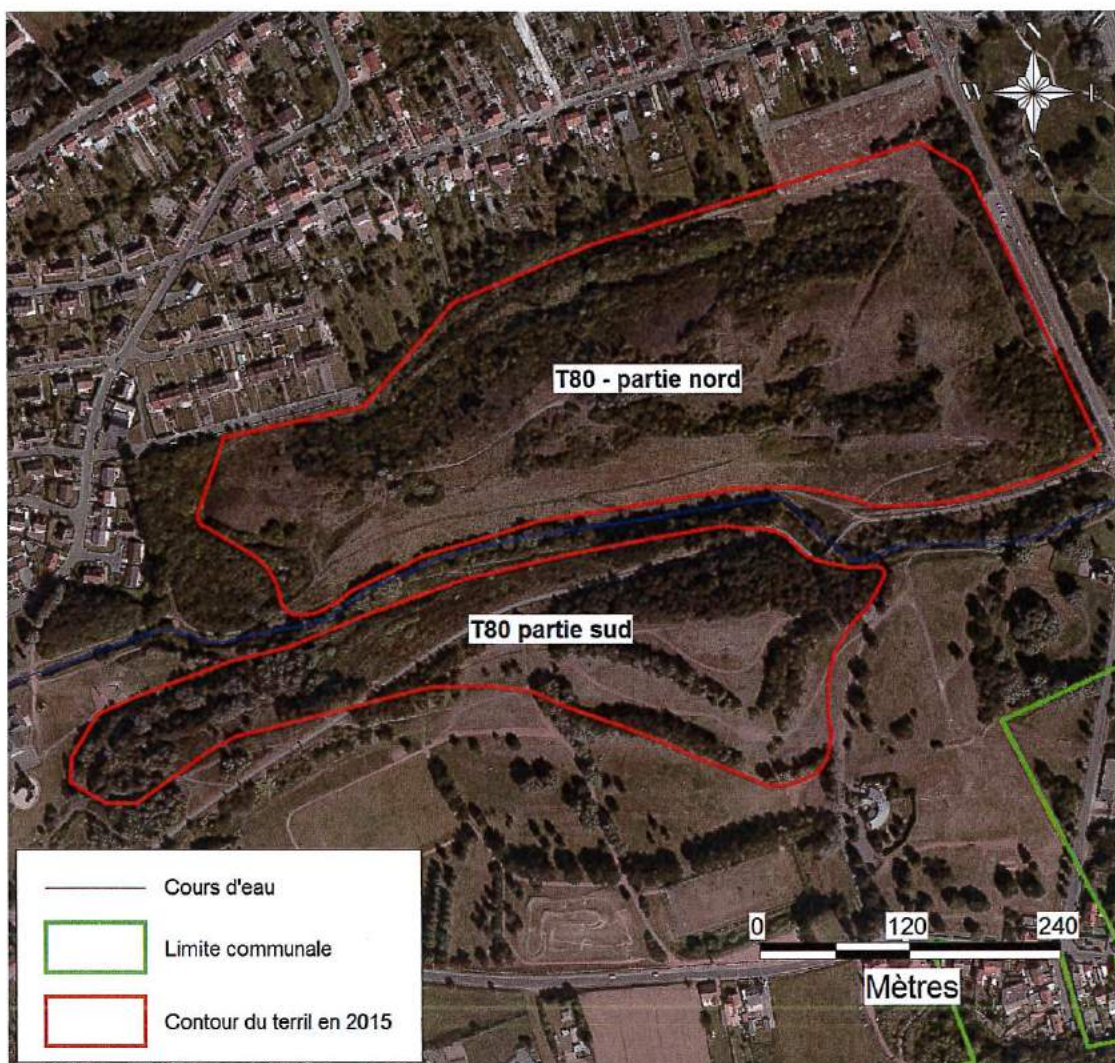 N
W
E
S
T80 - partie nord
T80 partie sud
Cours d'eau
Limite communale
Contour du terril en 2015
0 120 240
Mètres